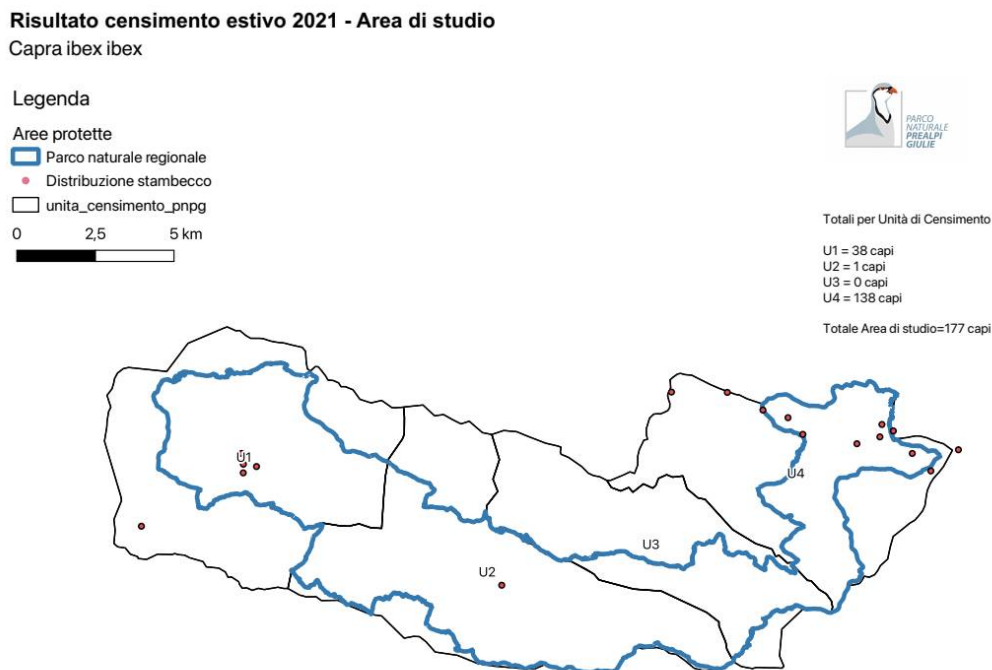 Risultato censimento estivo 2021 - Area di studio
Capra ibex ibex
Legenda
Aree protette
Parco naturale regionale
Distribuzione stambecco
unita_censimento_pnpg
0 2,5 5 km
PARCO
NATURALE
PREALPI
GIULIE
Totali per Unità di Censimento
U1 = 38 capi
U2 = 1 capi
U3 = 0 capi
U4 = 138 capi
Totale Area di studio=177 capi
U1
U4
U3
U2